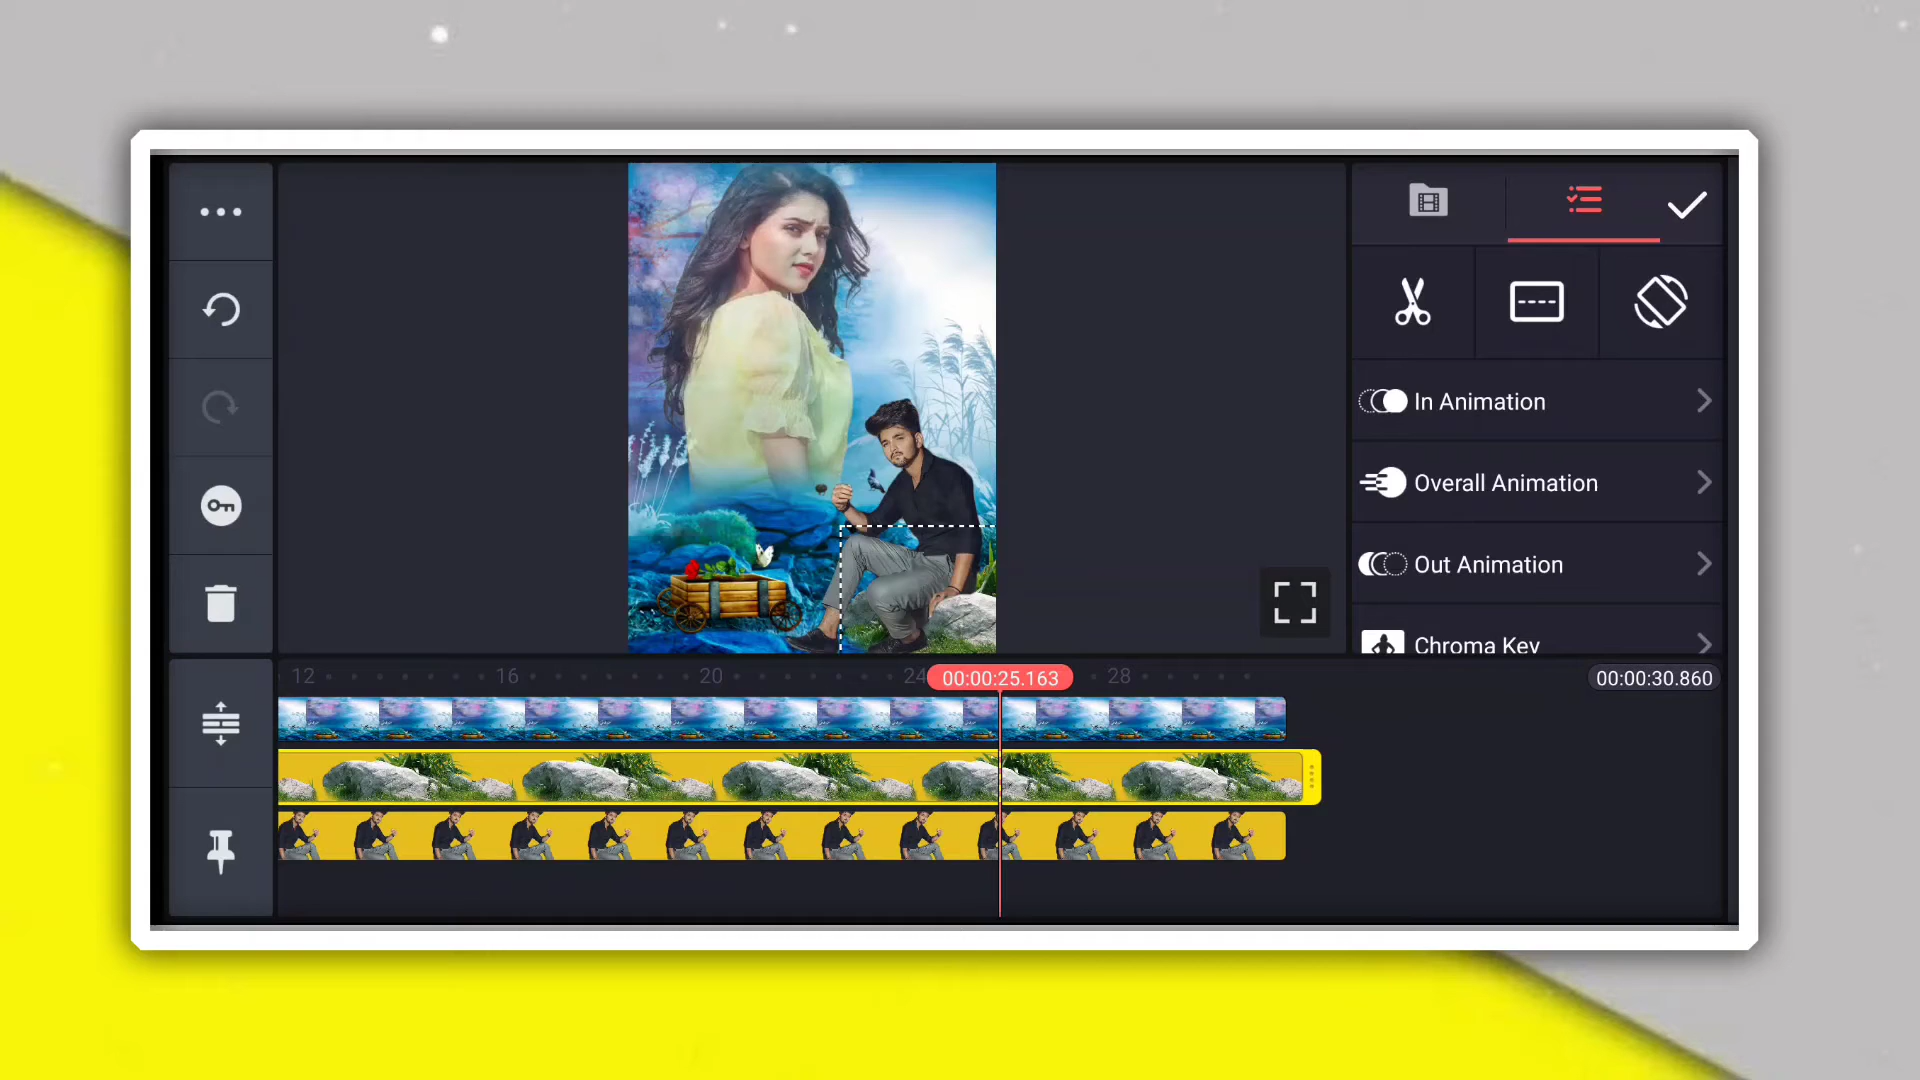 In Animation
Overall Animation
Out Animation
Chroma Key
12
16
20
24
00:00:25.163
28
00:00:30.860